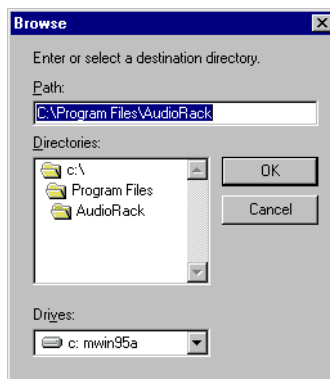 Browse
Enter or select a destination directory.
Path:
C:\Program Files\AudioRack
Directories:
c:\
Program Files
AudioRack
OK
Cancel
Drives:
c: mwin95a